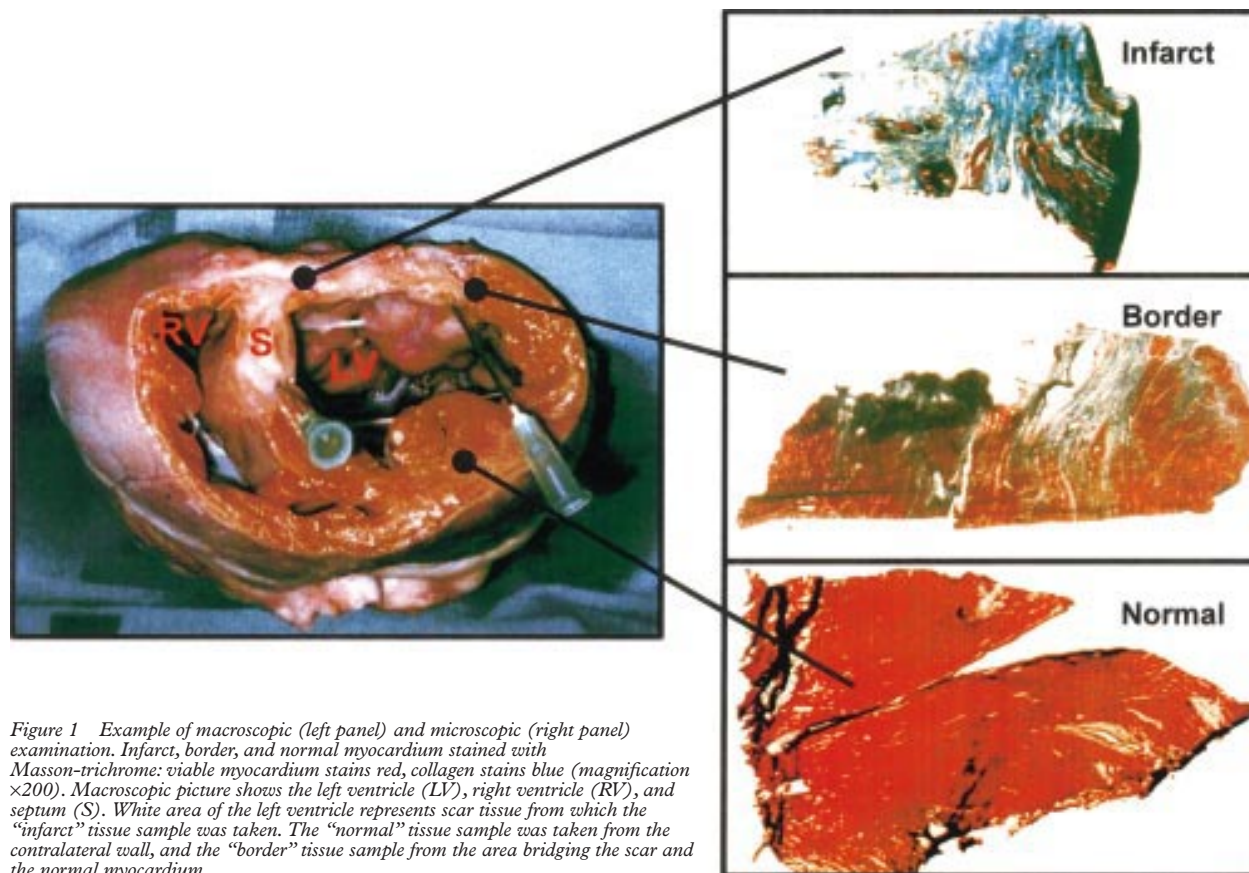 Infarct
Border
Normal
RV
S
LV
Figure 1 Example of macroscopic (left panel) and microscopic (right panel)
examination. Infarct, border, and normal myocardium stained with
Masson-trichrome: viable myocardium stains red, collagen stains blue (magnification
×200). Macroscopic picture shows the left ventricle (LV), right ventricle (RV), and
septum (S). White area of the left ventricle represents scar tissue from which the
“infarct” tissue sample was taken. The “normal” tissue sample was taken from the
contralateral wall, and the “border” tissue sample from the area bridging the scar and
the normal myocardium.